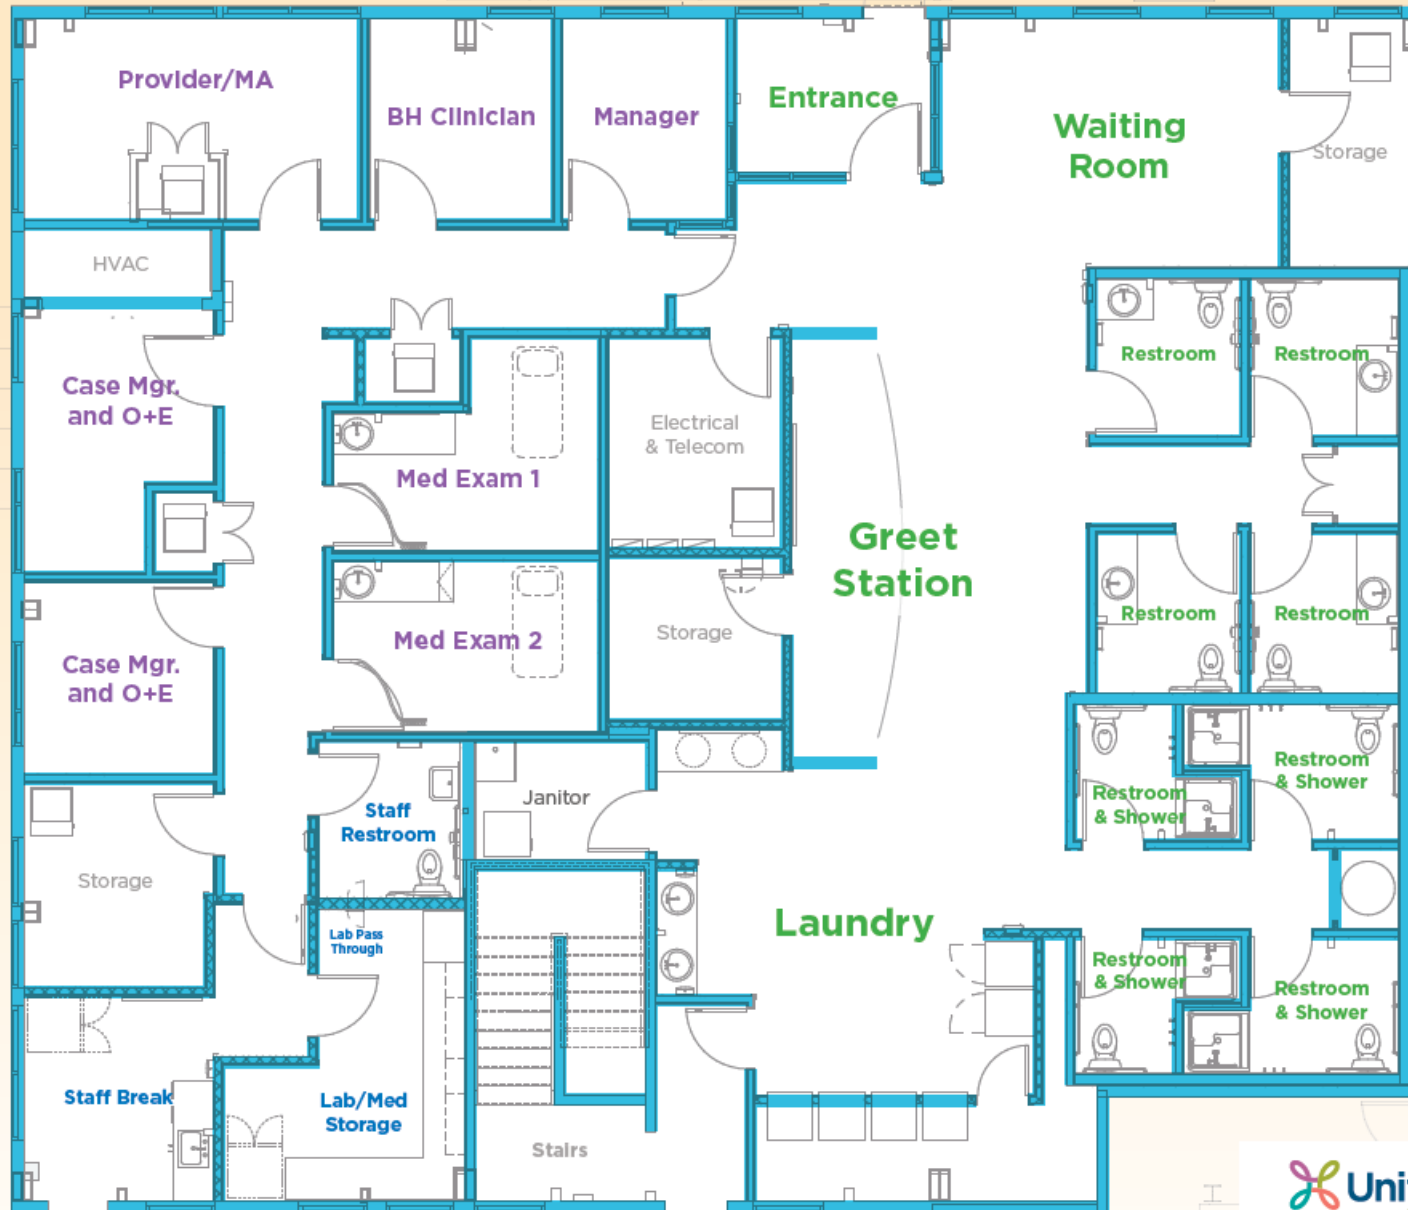 Provider/MA
BH Clinician
Manager
Entrance
Waiting
Room
Storage
HVAC
Case Mgr.
and O+E
Med Exam 1
Electrical
& Telecom
Restroom
Restroom
Greet
Station
Restroom
Restroom
Med Exam 2
Storage
Case Mgr.
and O+E
Restroom
& Shower
Restroom
& Shower
Janitor
Staff
Restroom
Storage
Lab Pass
Through
Laundry
Restroom
& Shower
Restroom
& Shower
Staff Break
Lab/Med
Storage
Stairs